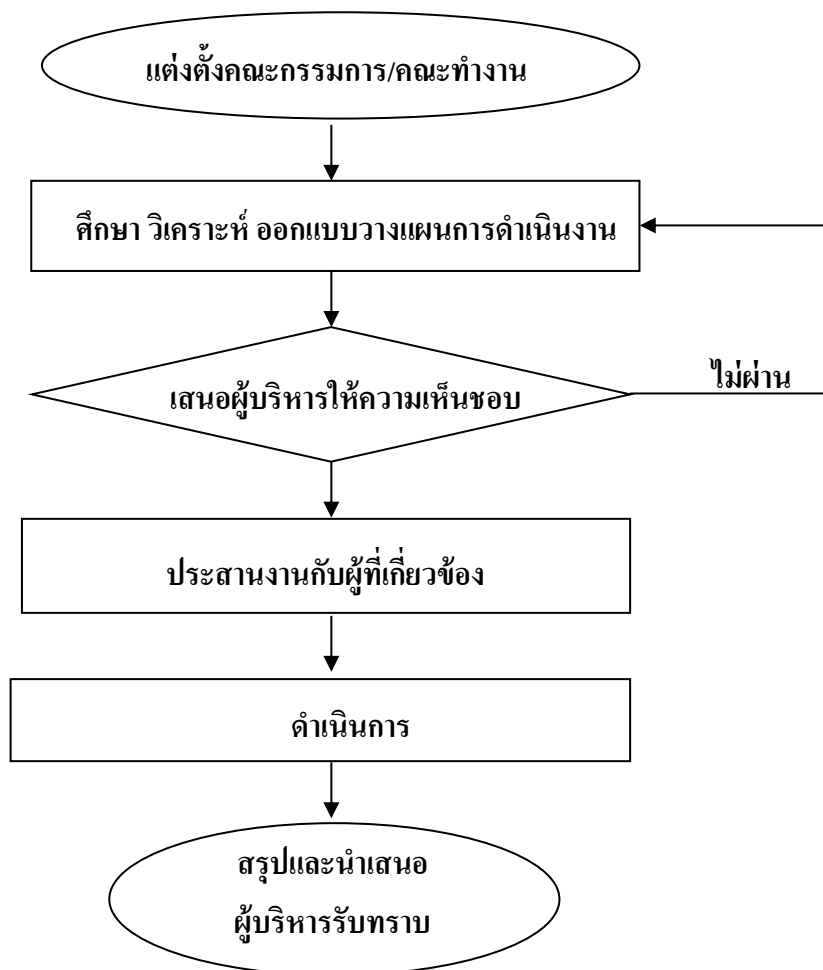 แต่งตั้งคณะกรรมการ/คณะทำงาน
ศึกษา วิเคราะห์ ออกแบบวางแผนการดำเนินงาน
เสนอผู้บริหารให้ความเห็นชอบ
ไม่ผ่าน
ประสานงานกับผู้ที่เกี่ยวข้อง
ดำเนินการ
สรุปและนำเสนอ
ผู้บริหารรับทราบ